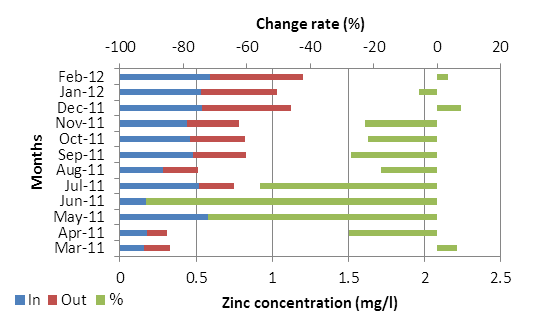 Change rate (%)
-100 -80 -60 -40 -20 0 20
Feb-12
Jan-12
Dec-11
Nov-11
Oct-11
Sep-11
Aug-11
Jul-11
Jun-11
May-11
Apr-11
Mar-11
Months
0 0.5 1 1.5 2 2.5
In Out % Zinc concentration (mg/l)